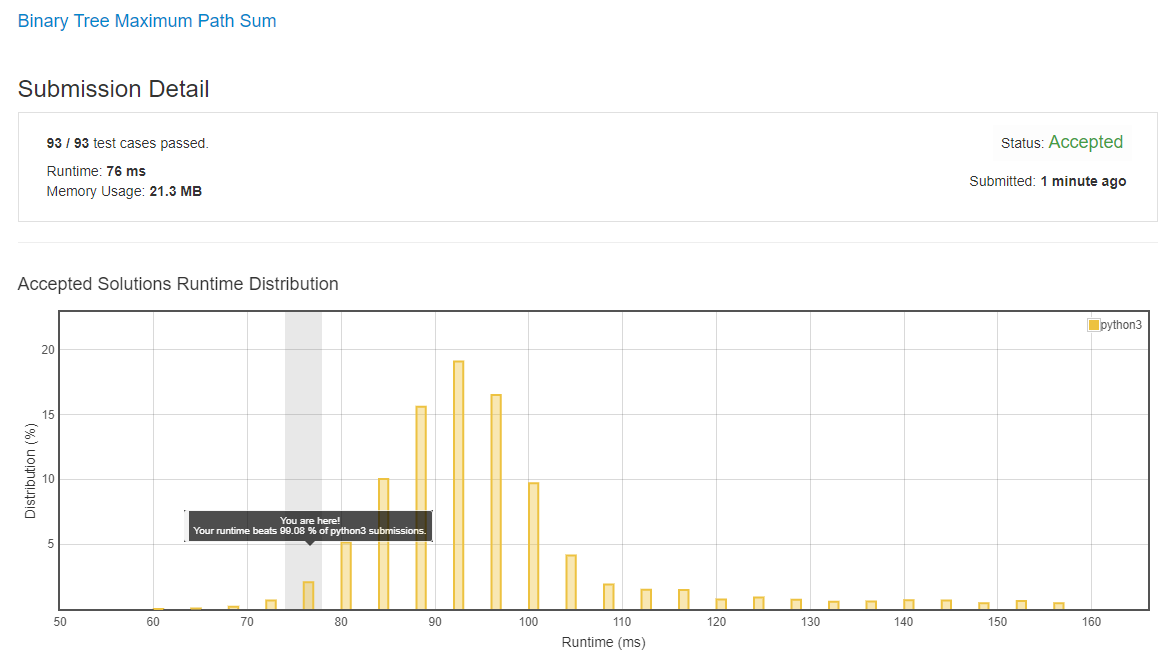 Binary Tree Maximum Path Sum
Submission Detail
93 / 93 test cases passed.
Status: Accepted
Runtime: 76 ms
Submitted: 1 minute ago
Memory Usage: 21.3 MB
Accepted Solutions Runtime Distribution
python3
20
15
10
5
Distribution (%)
You are here!
Your runtime beats 99.08 % of python3 submissions.
50 60 70 80 90 100 110 120 130 140 150 160
Runtime (ms)